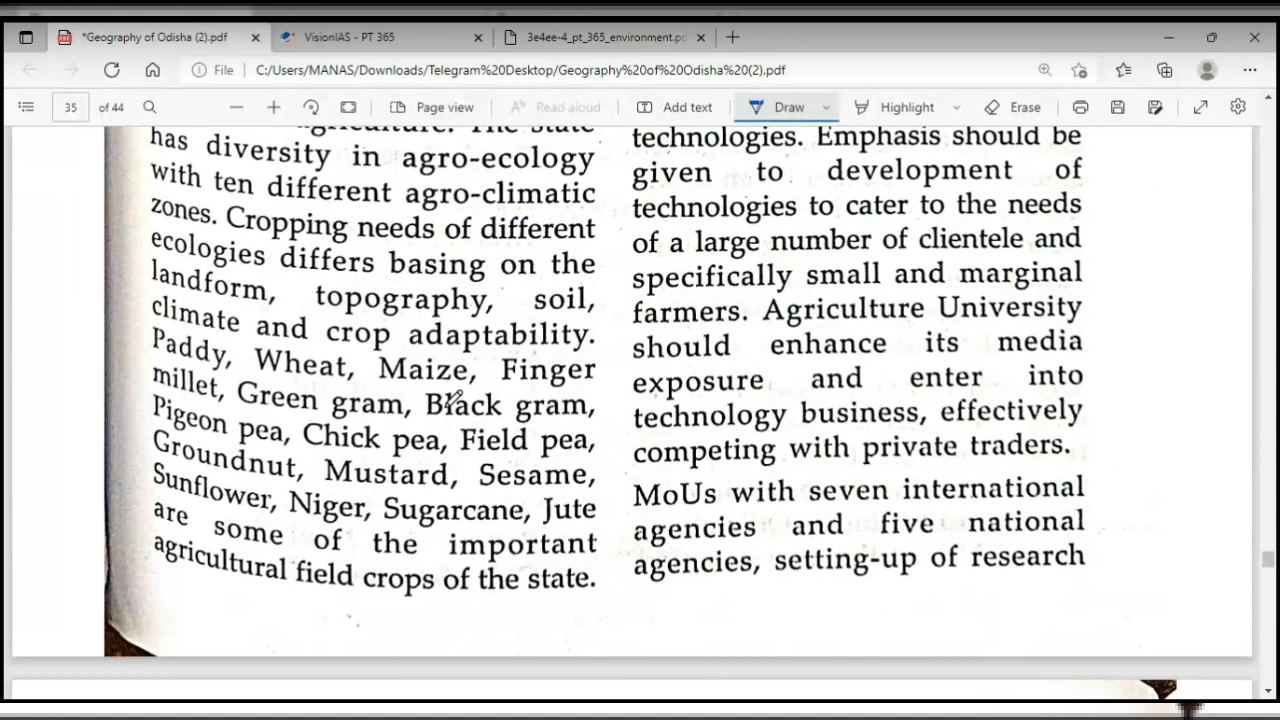 *Geography of Odisha (2).pdf
VisionIAS - PT 365
3e4ee-4_pt_365_environment.pd
File
C:/Users/MANAS/Downloads/Telegram%20Desktop/Geography%20of%20Odisha%20(2).pdf
35 of 44
Page view
Read aloud
Add text
Draw
Highlight
Erase
agriculture. The state
has diversity in agro-ecology
with ten different agro-climatic
zones. Cropping needs of different
ecologies differs basing on the
landform, topography, soil,
climate and crop adaptability.
Paddy, Wheat, Maize, Finger
millet, Green gram, Black gram,
Pigeon pea, Chick pea, Field pea,
Groundnut, Mustard, Sesame,
Sunflower, Niger, Sugarcane, Jute
are some of the important
agricultural field crops of the state.
technologies. Emphasis should be
given to development of
technologies to cater to the needs
of a large number of clientele and
specifically small and marginal
farmers. Agriculture University
should enhance its media
exposure and enter into
technology business, effectively
competing with private traders.
MoUs with seven international
agencies and five national
agencies, setting-up of research